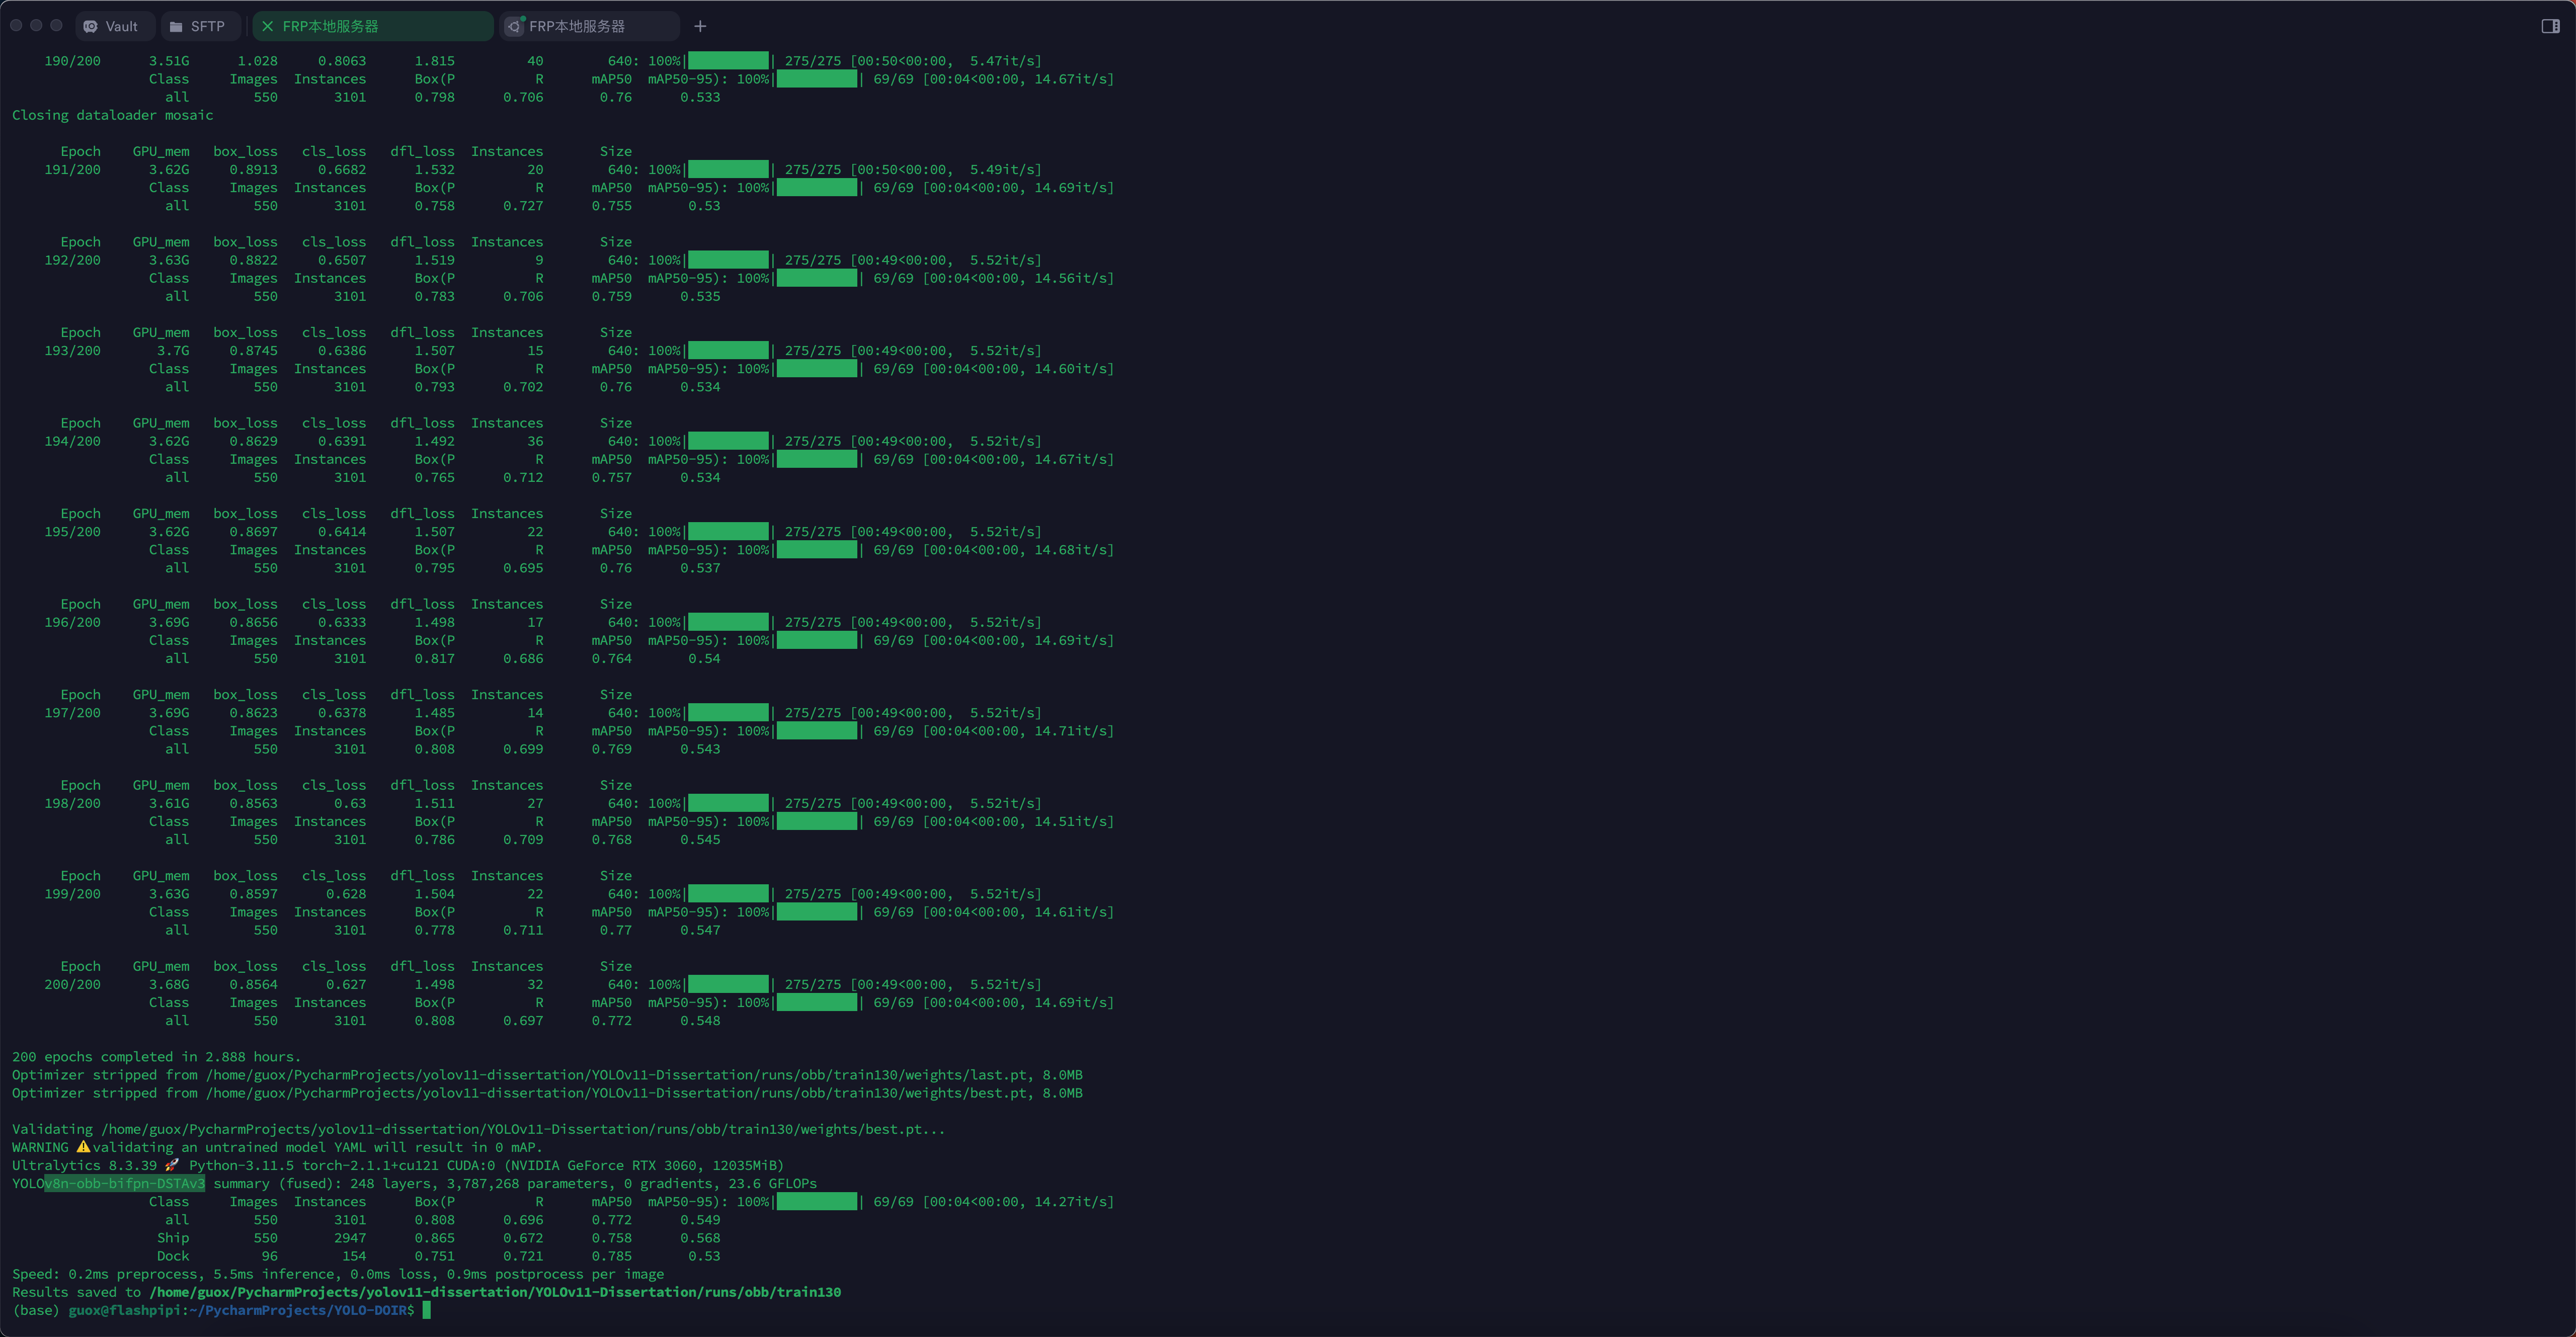 Vault SFTP FRP本地服务器 FRP本地服务器
190/200 3.51G 1.028 0.8063 1.815 40 640: 100%|██████████| 275/275 [00:50<00:00, 5.47it/s]
Class Images Instances Box(P R mAP50 mAP50-95): 100%|██████████| 69/69 [00:04<00:00, 14.67it/s]
all 550 3101 0.798 0.706 0.76 0.533
Closing dataloader mosaic
Epoch GPU_mem box_loss cls_loss dfl_loss Instances Size
191/200 3.62G 0.8913 0.6682 1.532 20 640: 100%|██████████| 275/275 [00:50<00:00, 5.49it/s]
Class Images Instances Box(P R mAP50 mAP50-95): 100%|██████████| 69/69 [00:04<00:00, 14.69it/s]
all 550 3101 0.758 0.727 0.755 0.53
Epoch GPU_mem box_loss cls_loss dfl_loss Instances Size
192/200 3.63G 0.8822 0.6507 1.519 9 640: 100%|██████████| 275/275 [00:49<00:00, 5.52it/s]
Class Images Instances Box(P R mAP50 mAP50-95): 100%|██████████| 69/69 [00:04<00:00, 14.56it/s]
all 550 3101 0.783 0.706 0.759 0.535
Epoch GPU_mem box_loss cls_loss dfl_loss Instances Size
193/200 3.7G 0.8745 0.6386 1.507 15 640: 100%|██████████| 275/275 [00:49<00:00, 5.52it/s]
Class Images Instances Box(P R mAP50 mAP50-95): 100%|██████████| 69/69 [00:04<00:00, 14.60it/s]
all 550 3101 0.793 0.702 0.76 0.534
Epoch GPU_mem box_loss cls_loss dfl_loss Instances Size
194/200 3.62G 0.8629 0.6391 1.492 36 640: 100%|██████████| 275/275 [00:49<00:00, 5.52it/s]
Class Images Instances Box(P R mAP50 mAP50-95): 100%|██████████| 69/69 [00:04<00:00, 14.67it/s]
all 550 3101 0.765 0.712 0.757 0.534
Epoch GPU_mem box_loss cls_loss dfl_loss Instances Size
195/200 3.62G 0.8697 0.6414 1.507 22 640: 100%|██████████| 275/275 [00:49<00:00, 5.52it/s]
Class Images Instances Box(P R mAP50 mAP50-95): 100%|██████████| 69/69 [00:04<00:00, 14.68it/s]
all 550 3101 0.795 0.695 0.76 0.537
Epoch GPU_mem box_loss cls_loss dfl_loss Instances Size
196/200 3.69G 0.8656 0.6333 1.498 17 640: 100%|██████████| 275/275 [00:49<00:00, 5.52it/s]
Class Images Instances Box(P R mAP50 mAP50-95): 100%|██████████| 69/69 [00:04<00:00, 14.69it/s]
all 550 3101 0.817 0.686 0.764 0.54
Epoch GPU_mem box_loss cls_loss dfl_loss Instances Size
197/200 3.69G 0.8623 0.6378 1.485 14 640: 100%|██████████| 275/275 [00:49<00:00, 5.52it/s]
Class Images Instances Box(P R mAP50 mAP50-95): 100%|██████████| 69/69 [00:04<00:00, 14.71it/s]
all 550 3101 0.808 0.699 0.769 0.543
Epoch GPU_mem box_loss cls_loss dfl_loss Instances Size
198/200 3.61G 0.8563 0.63 1.511 27 640: 100%|██████████| 275/275 [00:49<00:00, 5.52it/s]
Class Images Instances Box(P R mAP50 mAP50-95): 100%|██████████| 69/69 [00:04<00:00, 14.51it/s]
all 550 3101 0.786 0.709 0.768 0.545
Epoch GPU_mem box_loss cls_loss dfl_loss Instances Size
199/200 3.63G 0.8597 0.628 1.504 22 640: 100%|██████████| 275/275 [00:49<00:00, 5.52it/s]
Class Images Instances Box(P R mAP50 mAP50-95): 100%|██████████| 69/69 [00:04<00:00, 14.61it/s]
all 550 3101 0.778 0.711 0.77 0.547
Epoch GPU_mem box_loss cls_loss dfl_loss Instances Size
200/200 3.68G 0.8564 0.627 1.498 32 640: 100%|██████████| 275/275 [00:49<00:00, 5.52it/s]
Class Images Instances Box(P R mAP50 mAP50-95): 100%|██████████| 69/69 [00:04<00:00, 14.69it/s]
all 550 3101 0.808 0.697 0.772 0.548
200 epochs completed in 2.888 hours.
Optimizer stripped from /home/guox/PycharmProjects/yolov11-dissertation/YOLOv11-Dissertation/runs/obb/train130/weights/last.pt, 8.0MB
Optimizer stripped from /home/guox/PycharmProjects/yolov11-dissertation/YOLOv11-Dissertation/runs/obb/train130/weights/best.pt, 8.0MB
Validating /home/guox/PycharmProjects/yolov11-dissertation/YOLOv11-Dissertation/runs/obb/train130/weights/best.pt...
WARNING ⚠️validating an untrained model YAML will result in 0 mAP.
Ultralytics 8.3.39 🚀 Python-3.11.5 torch-2.1.1+cu121 CUDA:0 (NVIDIA GeForce RTX 3060, 12035MiB)
YOLOv8n-obb-bifpn-DSTAv3 summary (fused): 248 layers, 3,787,268 parameters, 0 gradients, 23.6 GFLOPs
Class Images Instances Box(P R mAP50 mAP50-95): 100%|██████████| 69/69 [00:04<00:00, 14.27it/s]
all 550 3101 0.808 0.696 0.772 0.549
Ship 550 2947 0.865 0.672 0.758 0.568
Dock 96 154 0.751 0.721 0.785 0.53
Speed: 0.2ms preprocess, 5.5ms inference, 0.0ms loss, 0.9ms postprocess per image
Results saved to /home/guox/PycharmProjects/yolov11-dissertation/YOLOv11-Dissertation/runs/obb/train130
(base) guox@flashpipi:~/PycharmProjects/YOLO-DOIR$